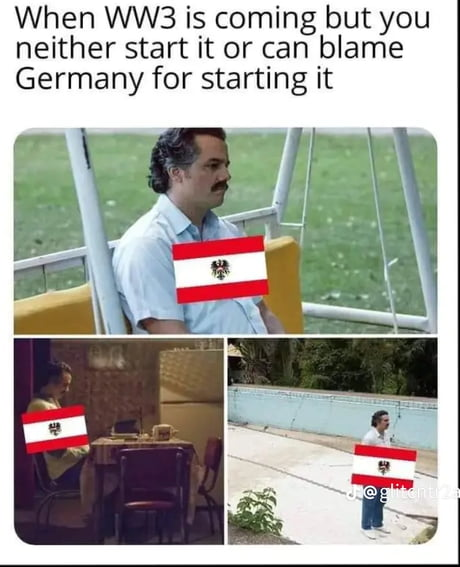 When WW3 is coming but you
neither start it or can blame
Germany for starting it